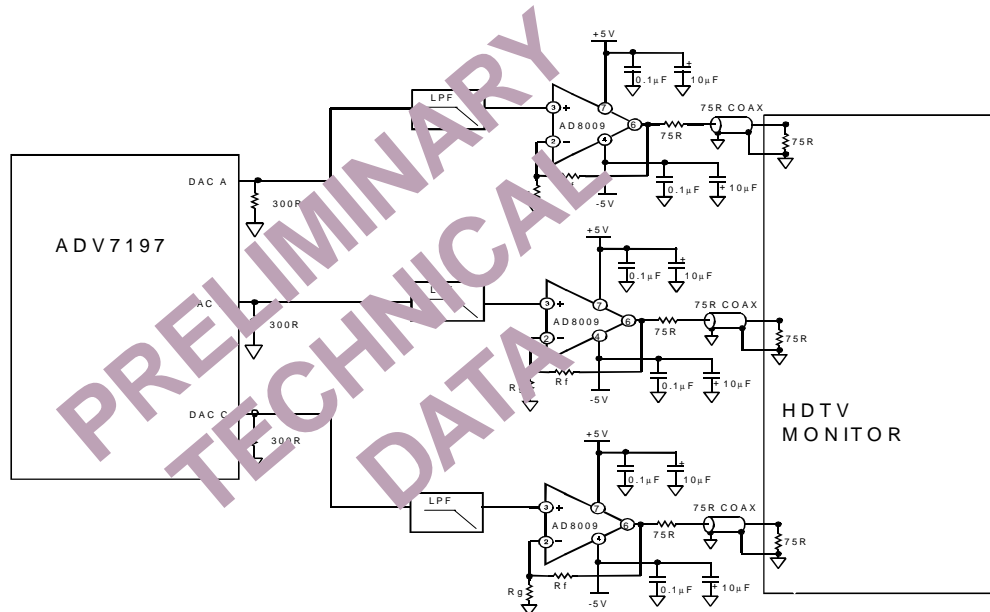 PRELIMINARY
TECHNICAL
DATA
ADV7197
DAC A
300R
LPF
3
+
2
−
AD8009
7
6
4
+5V
0.1µF
+
10µF
75R
75R COAX
75R
f
-5V
0.1µF
+
10µF
AC
300R
LPF
3
+
2
−
AD8009
7
6
4
+5V
0.1µF
+
10µF
75R
75R COAX
75R
Rg
Rf
-5V
0.1µF
+
10µF
DAC C
300R
LPF
3
+
2
−
AD8009
7
6
4
+5V
0.1µF
+
10µF
75R
75R COAX
75R
Rg
Rf
-5V
0.1µF
+
10µF
HDTV
MONITOR